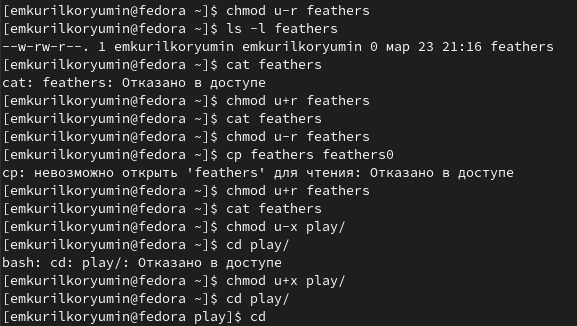 [emkurilkoryumin@fedora ~]$ chmod u-r feathers
[emkurilkoryumin@fedora ~]$ ls -l feathers
--w-rw-r--. 1 emkurilkoryumin emkurilkoryumin 0 мар 23 21:16 feathers
[emkurilkoryumin@fedora ~]$ cat feathers
cat: feathers: Отказано в доступе
[emkurilkoryumin@fedora ~]$ chmod u+r feathers
[emkurilkoryumin@fedora ~]$ cat feathers
[emkurilkoryumin@fedora ~]$ chmod u-r feathers
[emkurilkoryumin@fedora ~]$ cp feathers feathers0
cp: невозможно открыть 'feathers' для чтения: Отказано в доступе
[emkurilkoryumin@fedora ~]$ chmod u+r feathers
[emkurilkoryumin@fedora ~]$ cat feathers
[emkurilkoryumin@fedora ~]$ chmod u-x play/
[emkurilkoryumin@fedora ~]$ cd play/
bash: cd: play/: Отказано в доступе
[emkurilkoryumin@fedora ~]$ chmod u+x play/
[emkurilkoryumin@fedora ~]$ cd play/
[emkurilkoryumin@fedora play]$ cd